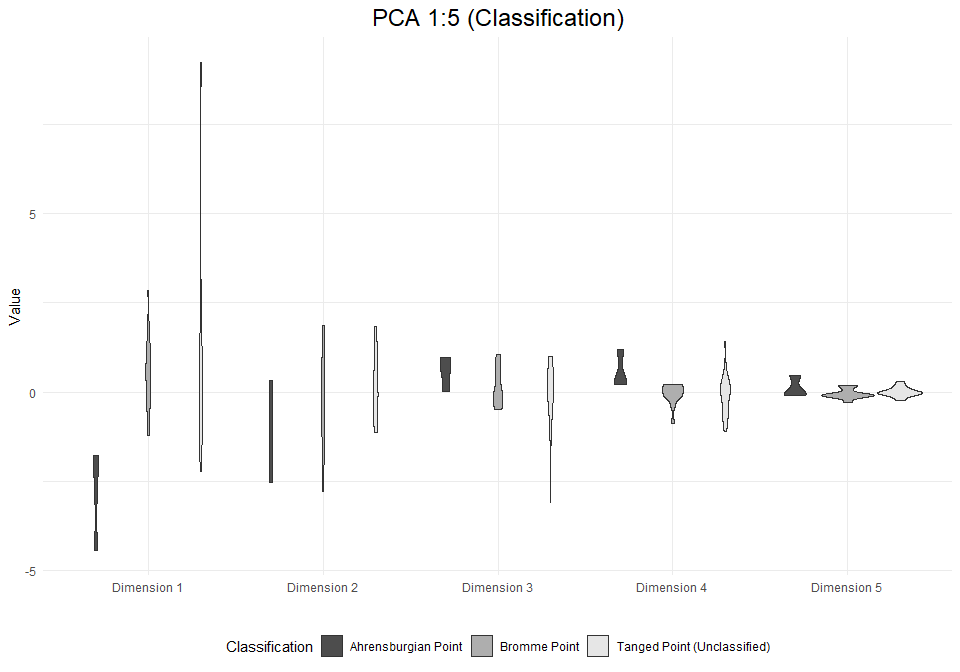 PCA 1:5 (Classification)
Value
5
0
-5
Dimension 1 Dimension 2 Dimension 3 Dimension 4 Dimension 5
Classification Ahrensburgian Point Bromme Point Tanged Point (Unclassified)